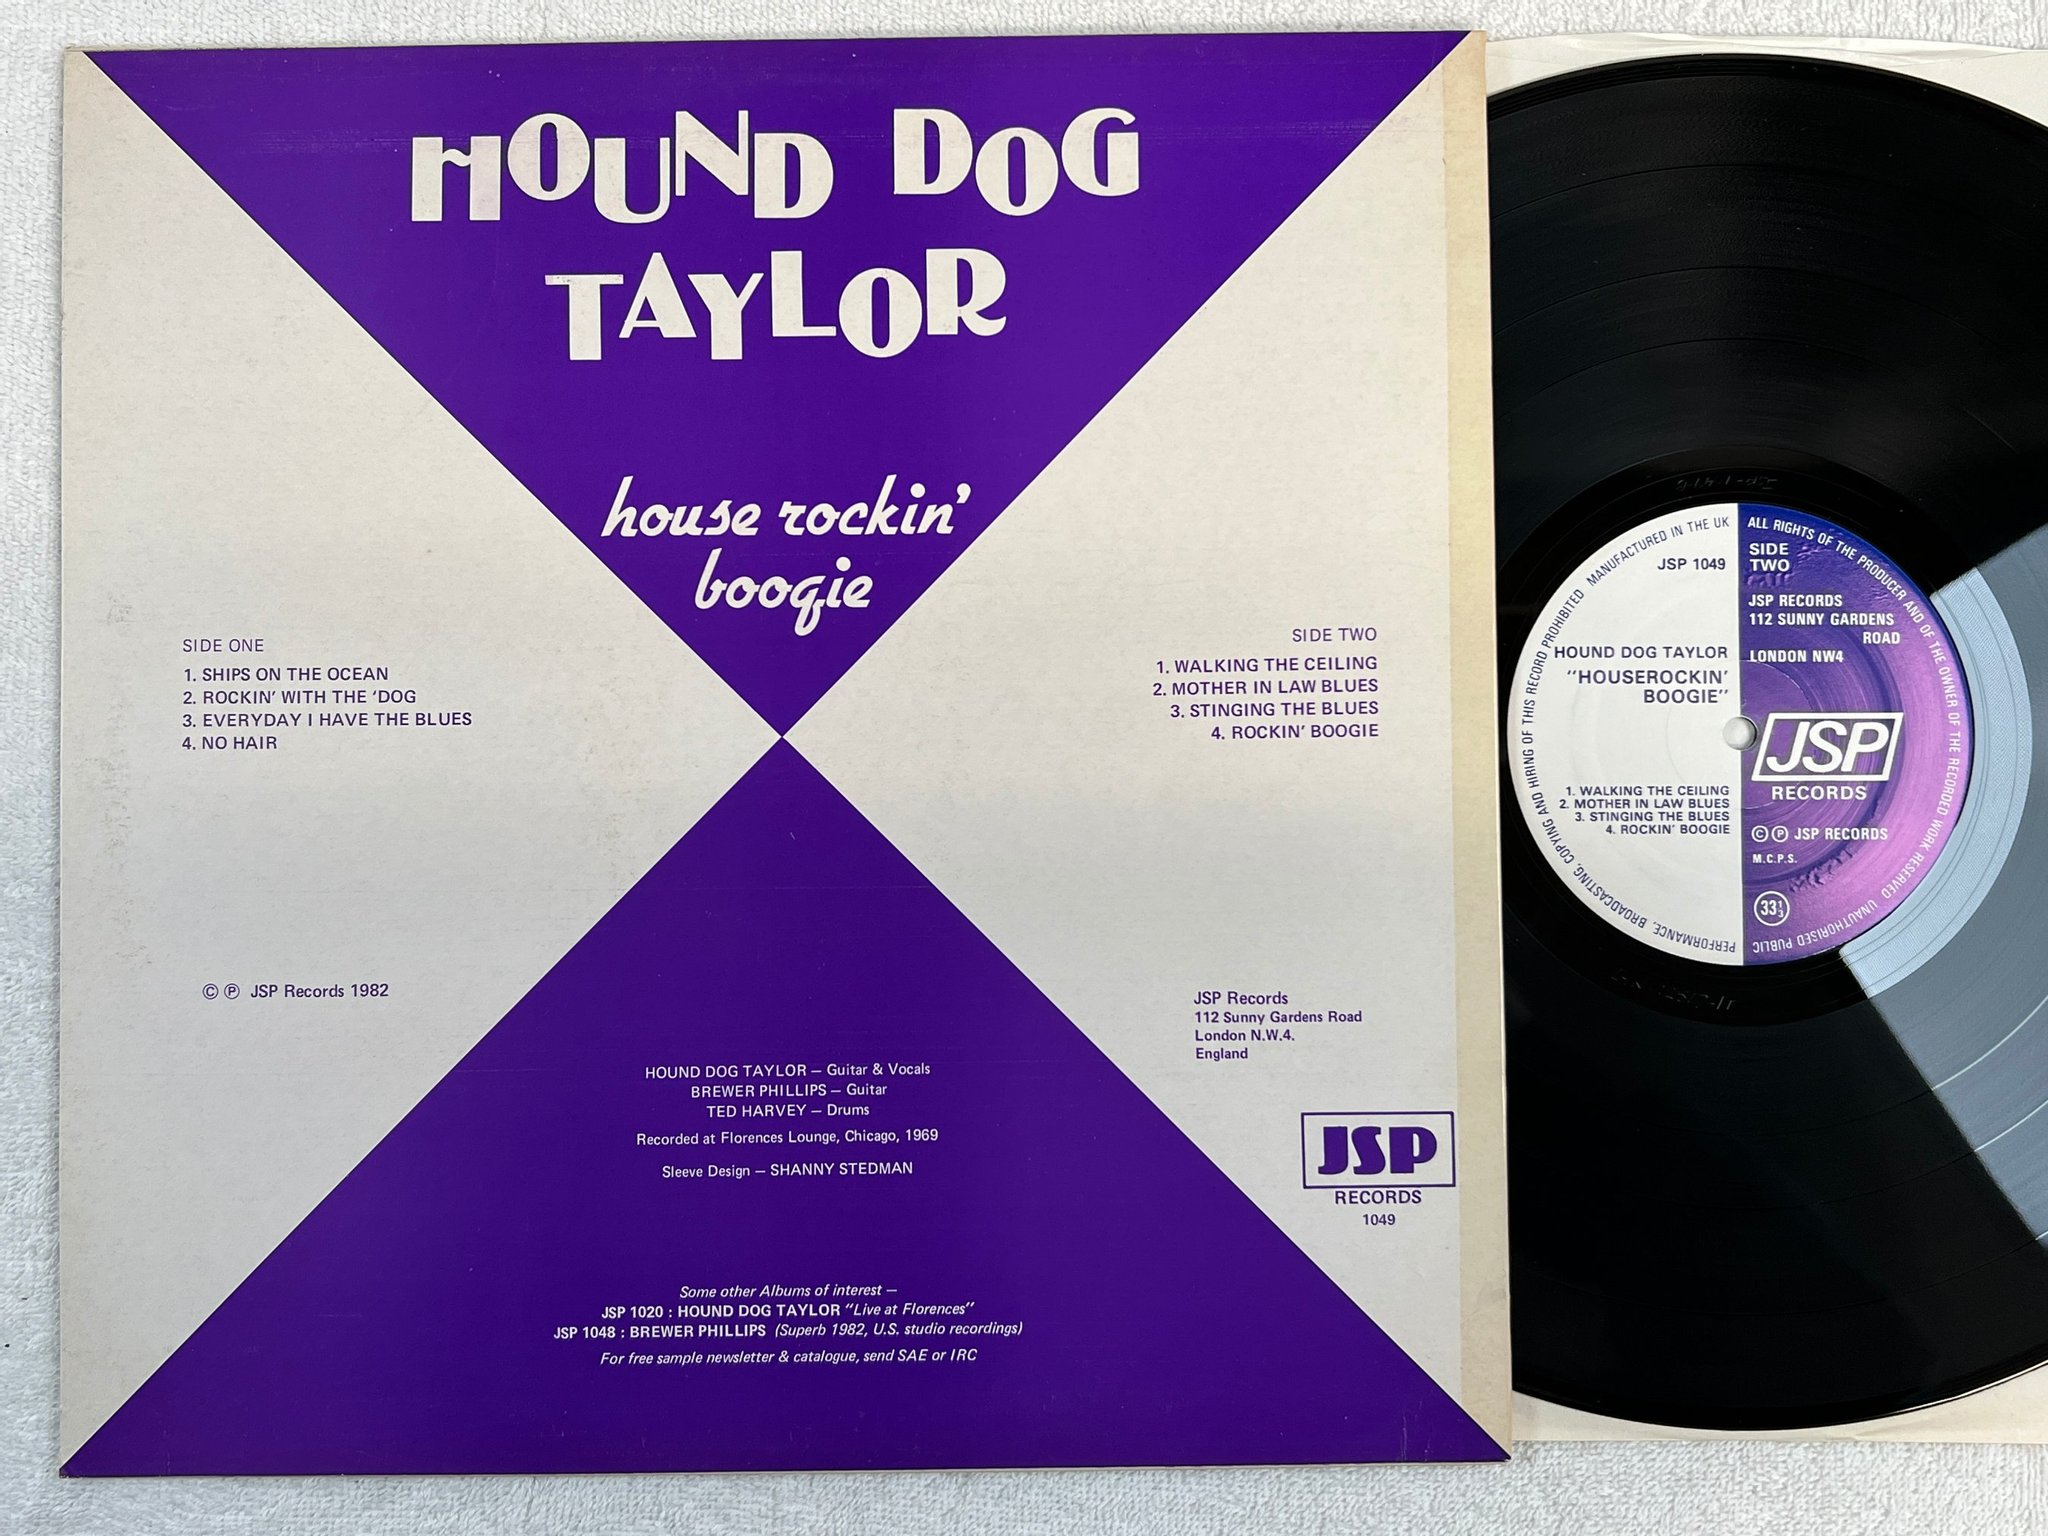 HOUND DOG
TAYLOR
house rockin'
boogie
SIDE ONE
1. SHIPS ON THE OCEAN
2. ROCKIN' WITH THE 'DOG
3. EVERYDAY I HAVE THE BLUES
4. NO HAIR
SIDE TWO
1. WALKING THE CEILING
2. MOTHER IN LAW BLUES
3. STINGING THE BLUES
4. ROCKIN' BOOGIE
© ℗ JSP Records 1982
JSP Records
112 Sunny Gardens Road
London N.W.4.
England
HOUND DOG TAYLOR — Guitar & Vocals
BREWER PHILLIPS — Guitar
TED HARVEY — Drums
Recorded at Florences Lounge, Chicago, 1969
Sleeve Design — SHANNY STEDMAN
JSP
RECORDS
1049
Some other Albums of interest —
JSP 1020 : HOUND DOG TAYLOR "Live at Florences"
JSP 1048 : BREWER PHILLIPS (Superb 1982, U.S. studio recordings)
For free sample newsletter & catalogue, send SAE or IRC
MANUFACTURED IN THE UK
ALL RIGHTS OF THE PRODUCER AND OF THE OWNER OF THE RECORDED WORK RESERVED
UNAUTHORISED PUBLIC PERFORMANCE, BROADCASTING, COPYING AND HIRING OF THIS RECORD PROHIBITED
JSP 1049
HOUND DOG TAYLOR
"HOUSEROCKIN'
BOOGIE"
1. WALKING THE CEILING
2. MOTHER IN LAW BLUES
3. STINGING THE BLUES
4. ROCKIN' BOOGIE
SIDE
TWO
JSP RECORDS
112 SUNNY GARDENS
ROAD
LONDON NW4
JSP
RECORDS
© ℗ JSP RECORDS
M.C.P.S.
33⅓